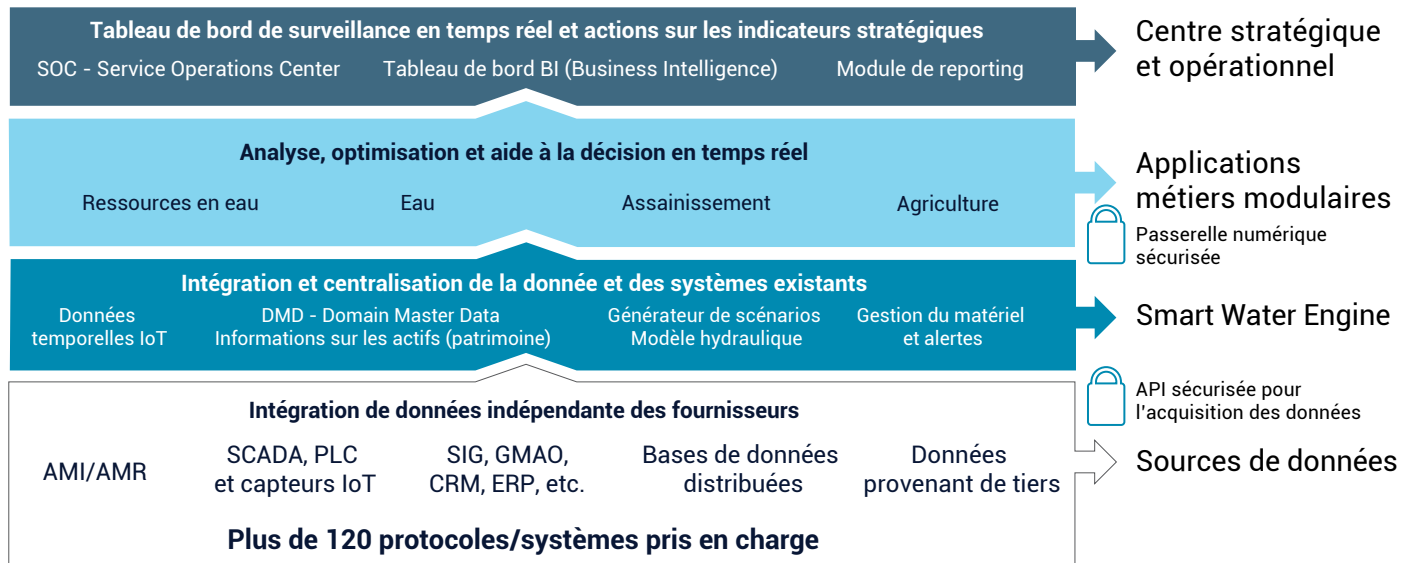 Tableau de bord de surveillance en temps réel et actions sur les indicateurs stratégiques
SOC - Service Operations Center
Tableau de bord BI (Business Intelligence)
Module de reporting
Centre stratégique
et opérationnel
Analyse, optimisation et aide à la décision en temps réel
Ressources en eau
Eau
Assainissement
Agriculture
Applications
métiers modulaires
Passerelle numérique
sécurisée
Intégration et centralisation de la donnée et des systèmes existants
Données
temporelles IoT
DMD - Domain Master Data
Informations sur les actifs (patrimoine)
Générateur de scénarios
Modèle hydraulique
Gestion du matériel
et alertes
Smart Water Engine
API sécurisée pour
l'acquisition des données
Intégration de données indépendante des fournisseurs
AMI/AMR
SCADA, PLC
et capteurs IoT
SIG, GMAO,
CRM, ERP, etc.
Bases de données
distribuées
Données
provenant de tiers
Sources de données
Plus de 120 protocoles/systèmes pris en charge